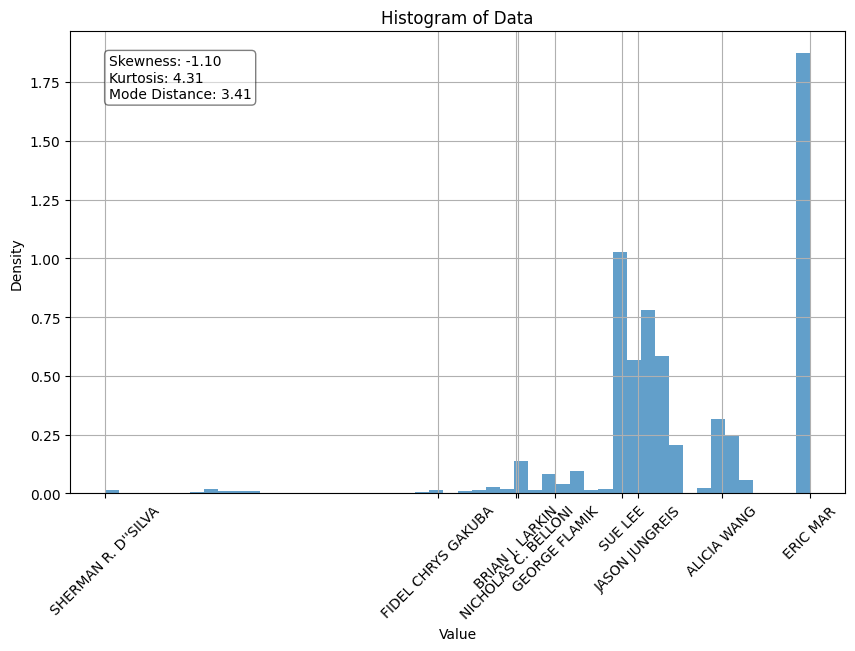 Histogram of Data
Skewness: -1.10
Kurtosis: 4.31
Mode Distance: 3.41
1.75
1.50
1.25
1.00
0.75
0.50
0.25
0.00
Density
SHERMAN R. D''SILVA
FIDEL CHRYS GAKUBA
BRIAN J. LARKIN
NICHOLAS C. BELLONI
GEORGE FLAMIK
SUE LEE
JASON JUNGREIS
ALICIA WANG
ERIC MAR
Value